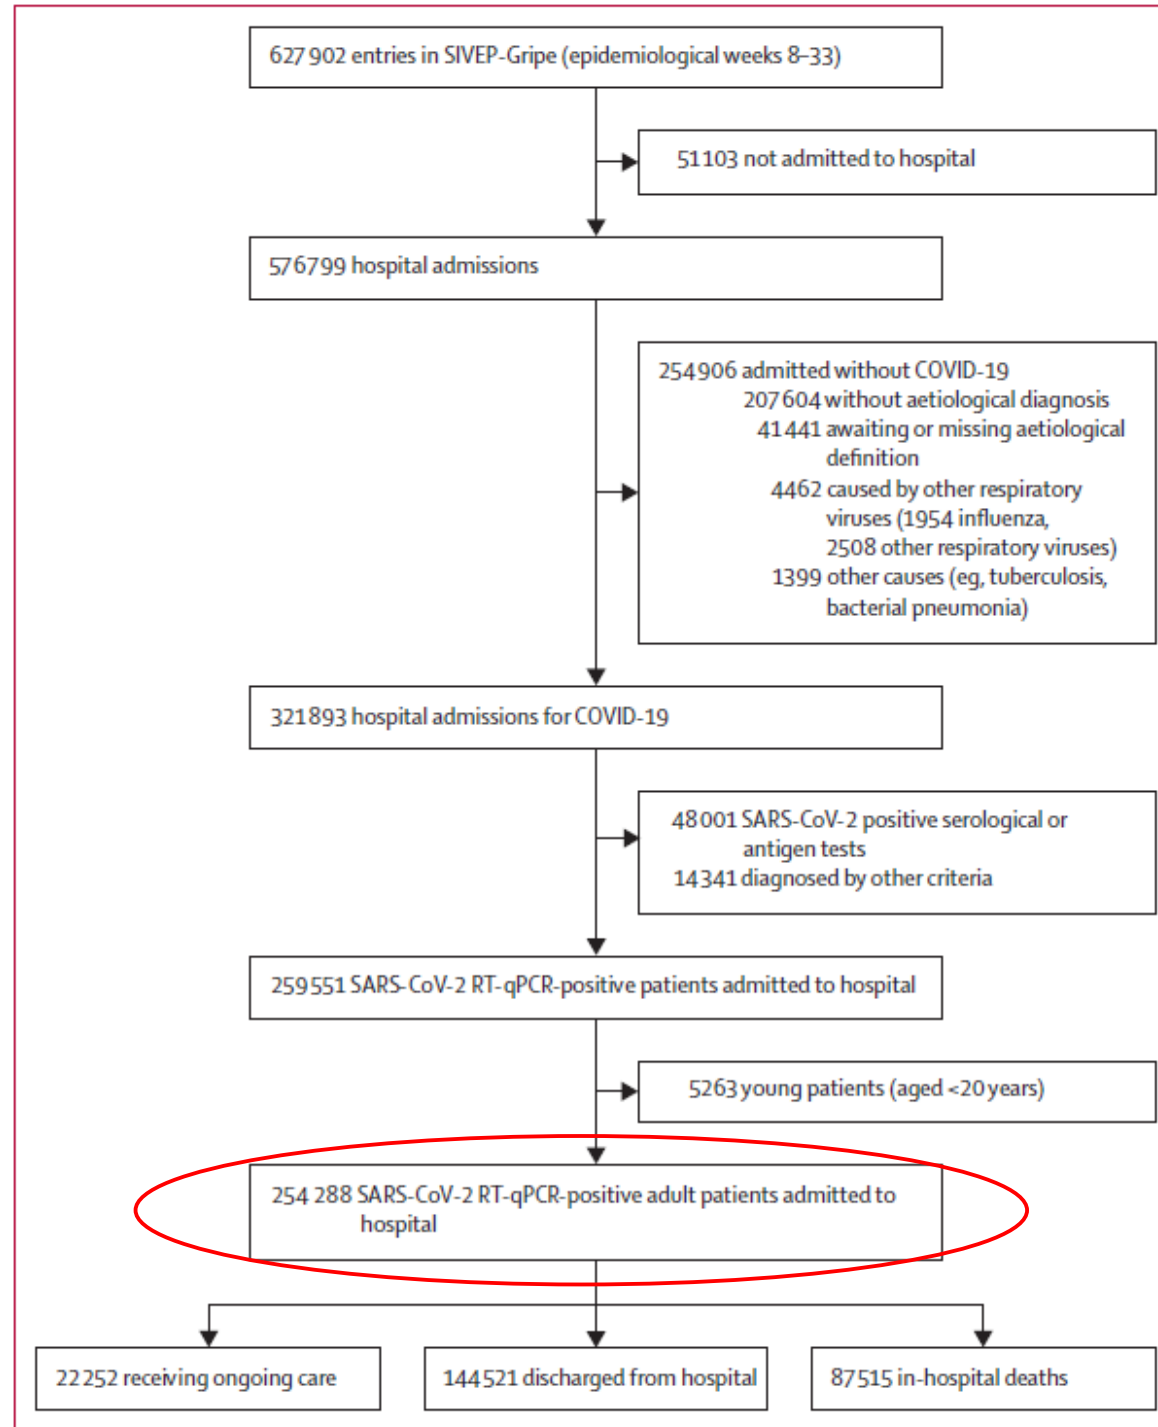 627 902 entries in SIVEP-Gripe (epidemiological weeks 8–33)
51 103 not admitted to hospital
576 799 hospital admissions
254 906 admitted without COVID-19
207 604 without aetiological diagnosis
41 441 awaiting or missing aetiological
definition
4462 caused by other respiratory
viruses (1954 influenza,
2508 other respiratory viruses)
1399 other causes (eg, tuberculosis,
bacterial pneumonia)
321 893 hospital admissions for COVID-19
48 001 SARS-CoV-2 positive serological or
antigen tests
14 341 diagnosed by other criteria
259 551 SARS-CoV-2 RT-qPCR-positive patients admitted to hospital
5263 young patients (aged <20 years)
254 288 SARS-CoV-2 RT-qPCR-positive adult patients admitted to
hospital
22 252 receiving ongoing care
144 521 discharged from hospital
87 515 in-hospital deaths